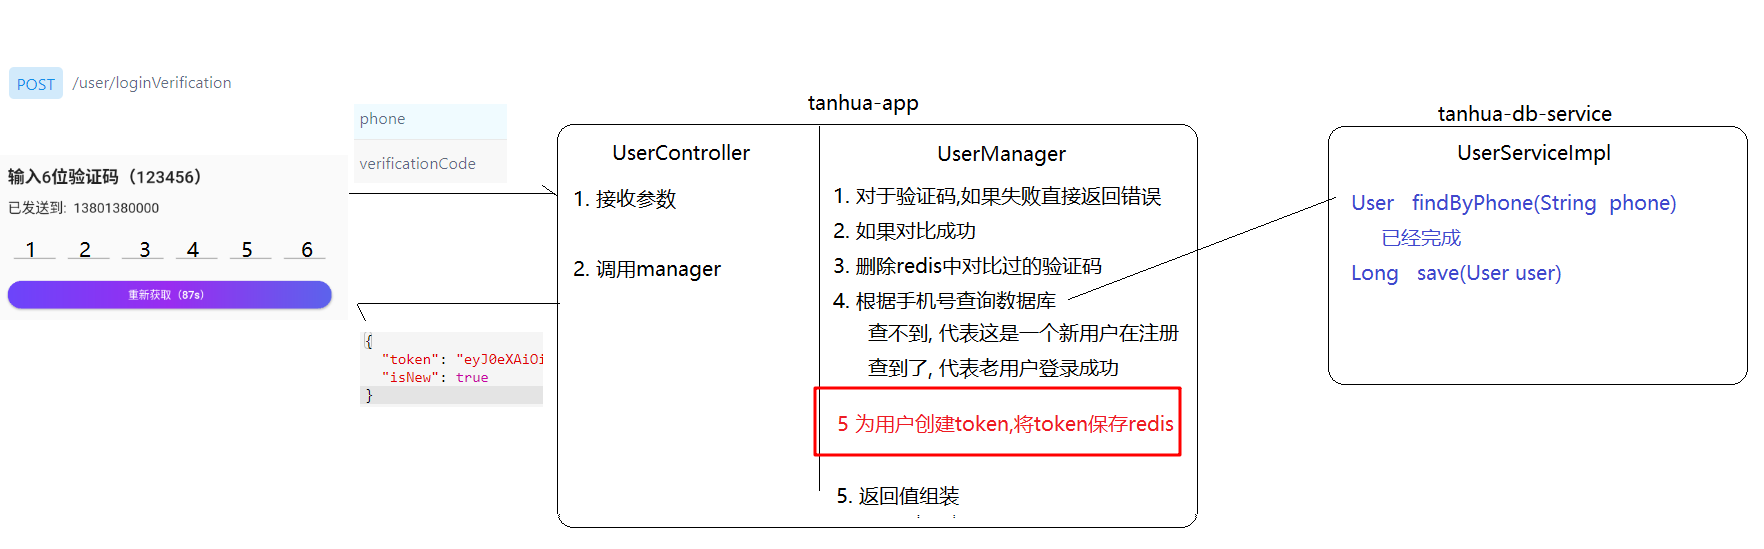 POST /user/loginVerification
输入6位验证码（123456）
已发送到: 13801380000
1 2 3 4 5 6
重新获取（87s）
phone
verificationCode
{
"token": "eyJ0eXAiOi
"isNew": true
}
tanhua-app
UserController
1. 接收参数
2. 调用manager
UserManager
1. 对于验证码,如果失败直接返回错误
2. 如果对比成功
3. 删除redis中对比过的验证码
4. 根据手机号查询数据库
查不到, 代表这是一个新用户在注册
查到了, 代表老用户登录成功
5 为用户创建token,将token保存redis
5. 返回值组装
tanhua-db-service
UserServiceImpl
User findByPhone(String phone)
已经完成
Long save(User user)